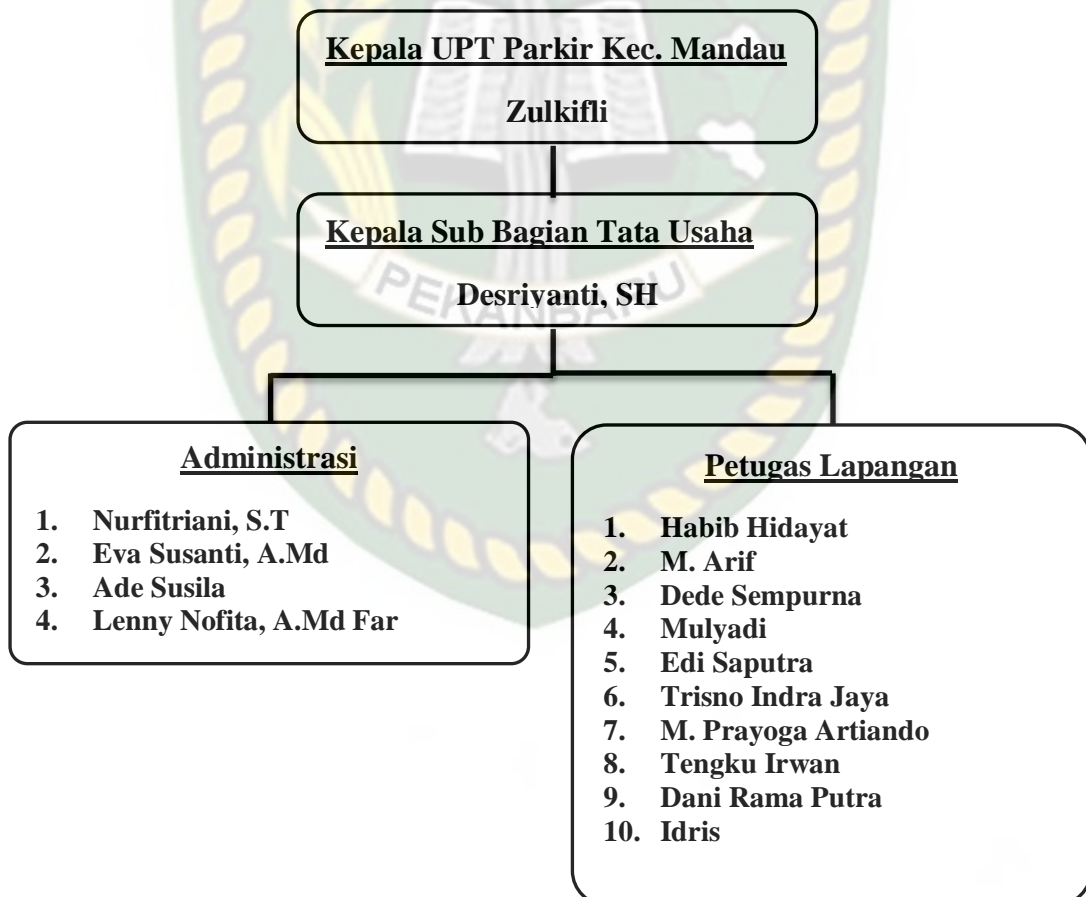 Kepala UPT Parkir Kec. Mandau
Zulkifli
Kepala Sub Bagian Tata Usaha
Desriyanti, SH
PEKANBARU
Administrasi
1. Nurfitriani, S.T
2. Eva Susanti, A.Md
3. Ade Susila
4. Lenny Nofita, A.Md Far
Petugas Lapangan
1. Habib Hidayat
2. M. Arif
3. Dede Sempurna
4. Mulyadi
5. Edi Saputra
6. Trisno Indra Jaya
7. M. Prayoga Artiando
8. Tengku Irwan
9. Dani Rama Putra
10. Idris